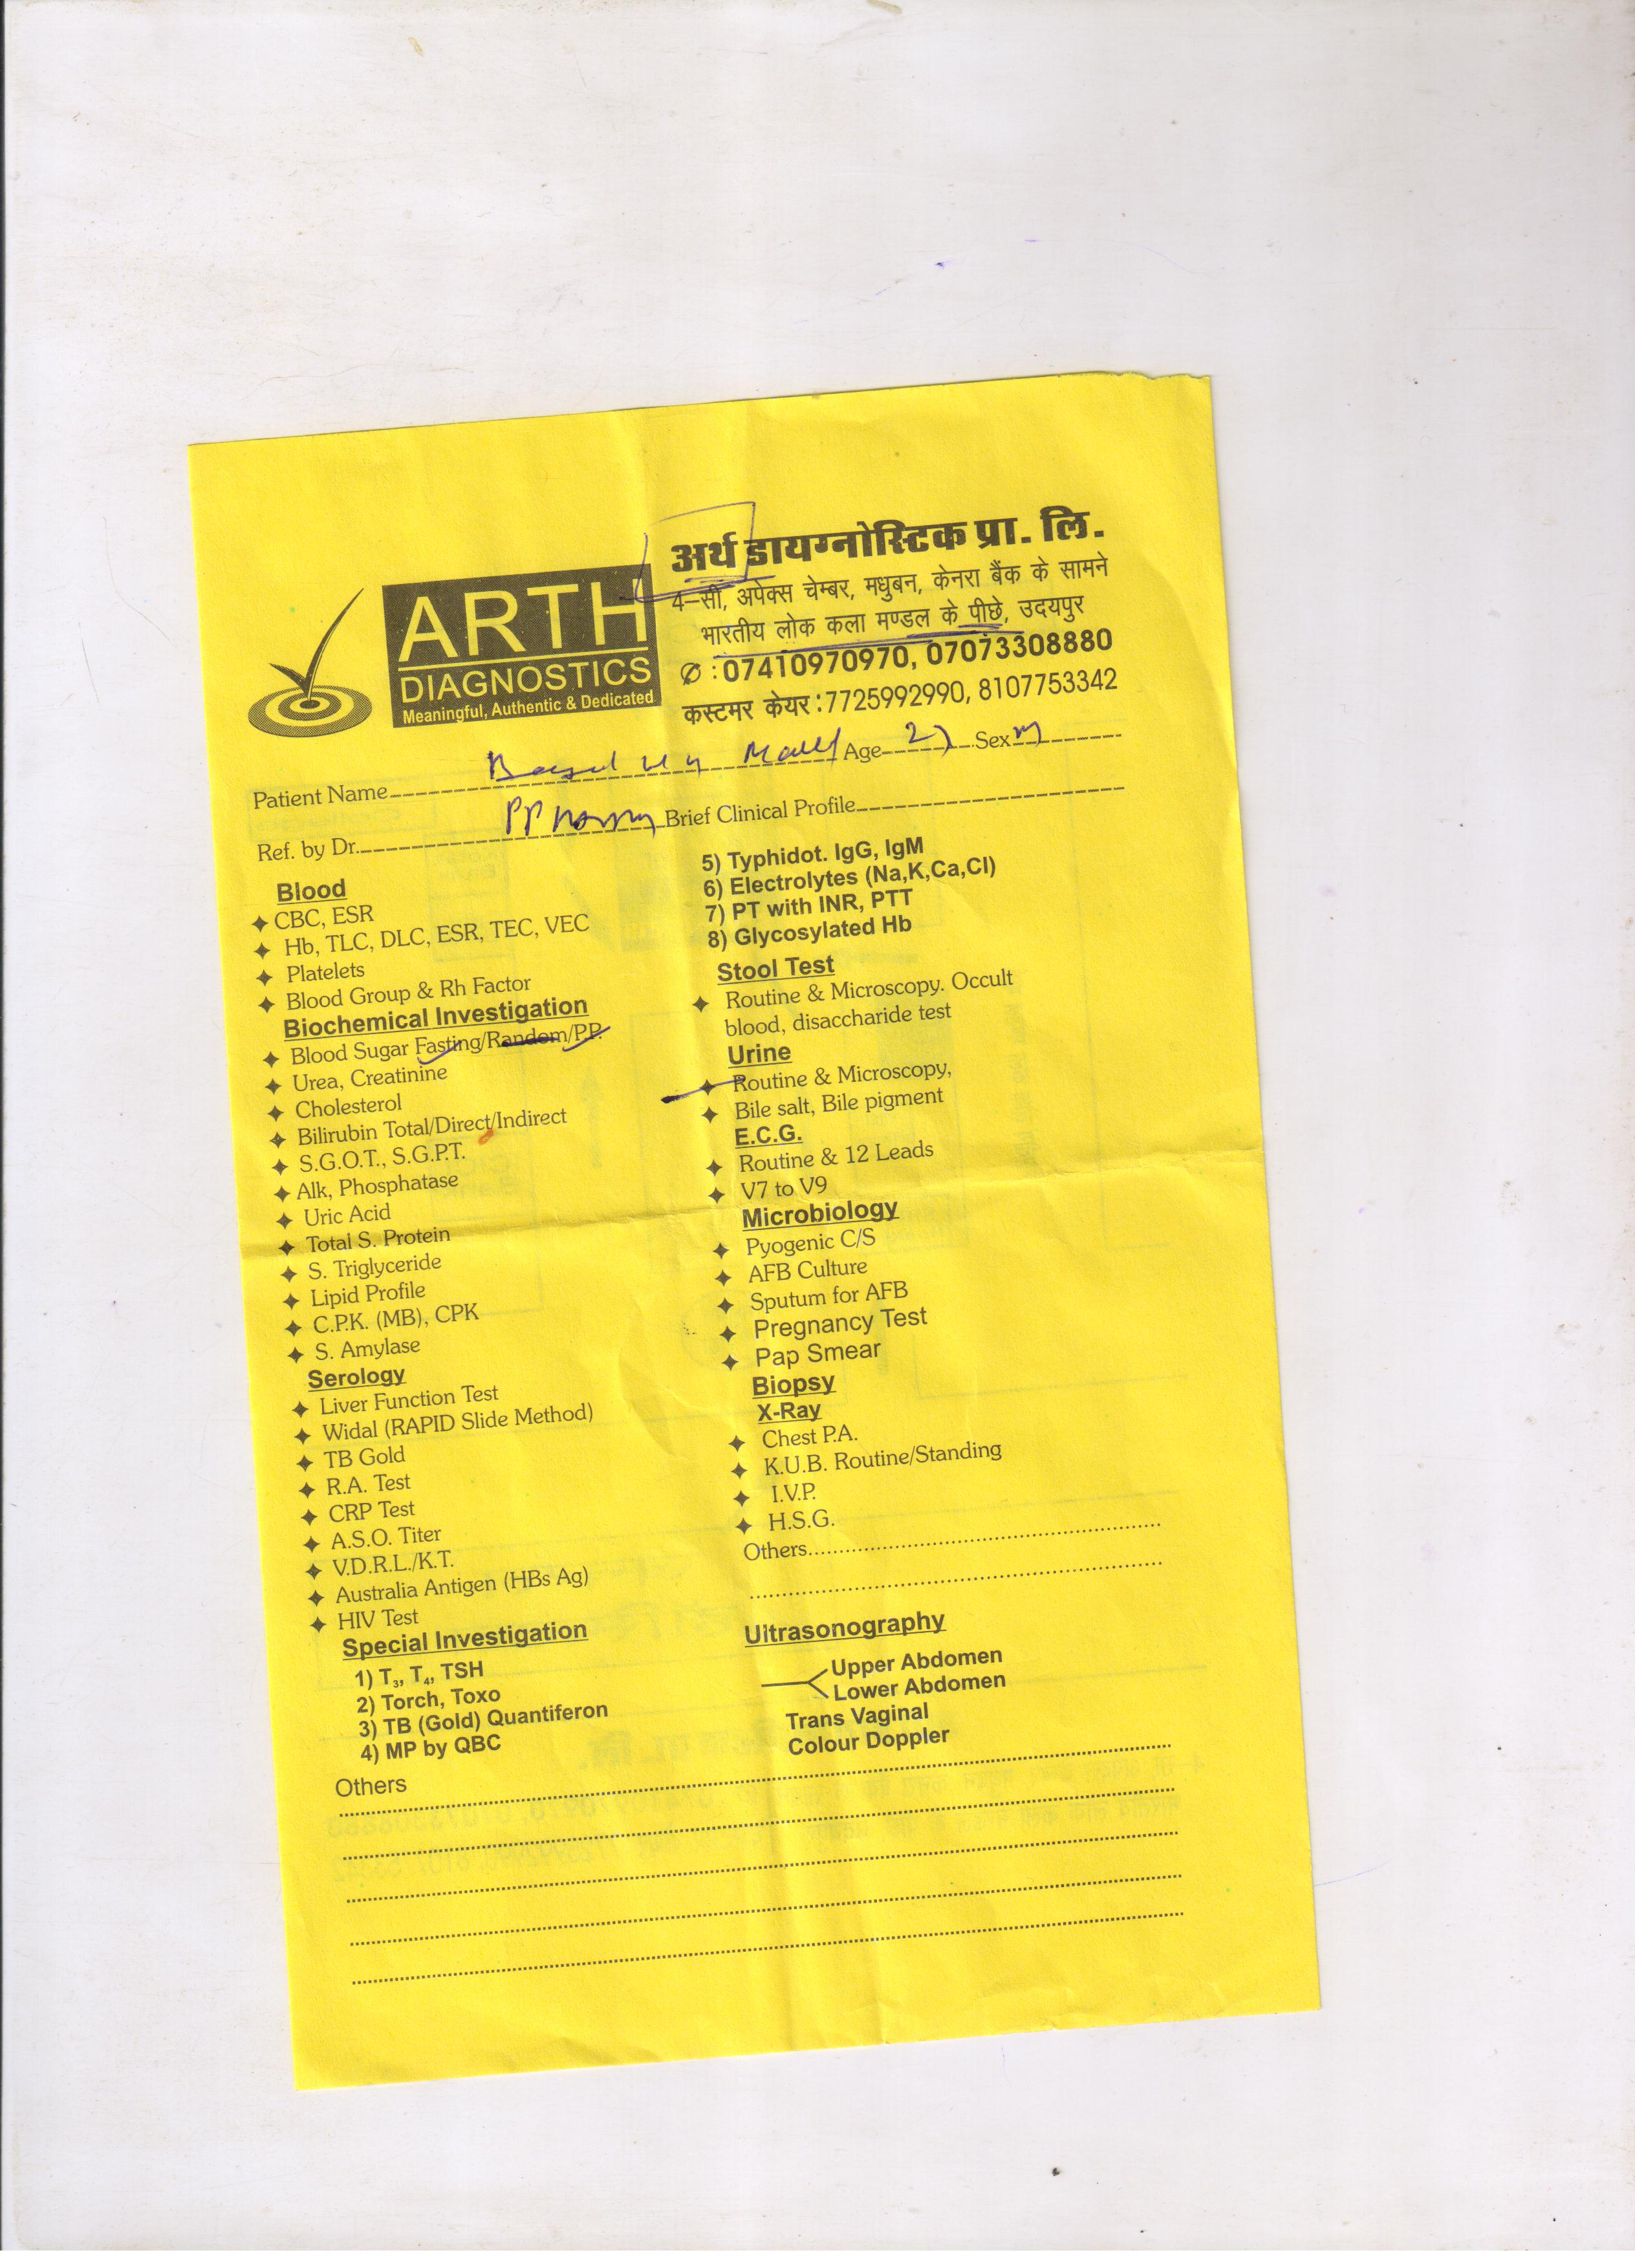 ARTH
DIAGNOSTICS
Meaningful, Authentic & Dedicated
अर्थ डायग्नोस्टिक प्रा. लि.
4–सी, अपेक्स चेम्बर, मधुबन, केनरा बैंक के सामने
भारतीय लोक कला मण्डल के पीछे, उदयपुर
✆ : 07410970970, 07073308880
कस्टमर केयर : 7725992990, 8107753342
Patient Name Age Sex M
Ref. by Dr. Brief Clinical Profile
Blood
CBC, ESR
Hb, TLC, DLC, ESR, TEC, VEC
Platelets
Blood Group & Rh Factor
Biochemical Investigation
Blood Sugar Fasting/Random/P.P.
Urea, Creatinine
Cholesterol
Bilirubin Total/Direct/Indirect
S.G.O.T., S.G.P.T.
Alk, Phosphatase
Uric Acid
Total S. Protein
S. Triglyceride
Lipid Profile
C.P.K. (MB), CPK
S. Amylase
Serology
Liver Function Test
Widal (RAPID Slide Method)
TB Gold
R.A. Test
CRP Test
A.S.O. Titer
V.D.R.L./K.T.
Australia Antigen (HBs Ag)
HIV Test
Special Investigation
1) T3, T4, TSH
2) Torch, Toxo
3) TB (Gold) Quantiferon
4) MP by QBC
5) Typhidot. IgG, IgM
6) Electrolytes (Na,K,Ca,Cl)
7) PT with INR, PTT
8) Glycosylated Hb
Stool Test
Routine & Microscopy. Occult
blood, disaccharide test
Urine
Routine & Microscopy,
Bile salt, Bile pigment
E.C.G.
Routine & 12 Leads
V7 to V9
Microbiology
Pyogenic C/S
AFB Culture
Sputum for AFB
Pregnancy Test
Pap Smear
Biopsy
X-Ray
Chest P.A.
K.U.B. Routine/Standing
I.V.P.
H.S.G.
Others
Ultrasonography
Upper Abdomen
Lower Abdomen
Trans Vaginal
Colour Doppler
Others